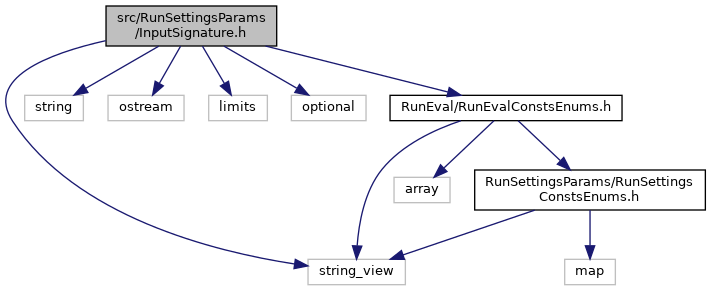 src/RunSettingsParams
/InputSignature.h
string
ostream
limits
optional
RunEval/RunEvalConstsEnums.h
array
RunSettingsParams/RunSettings
ConstsEnums.h
string_view
map